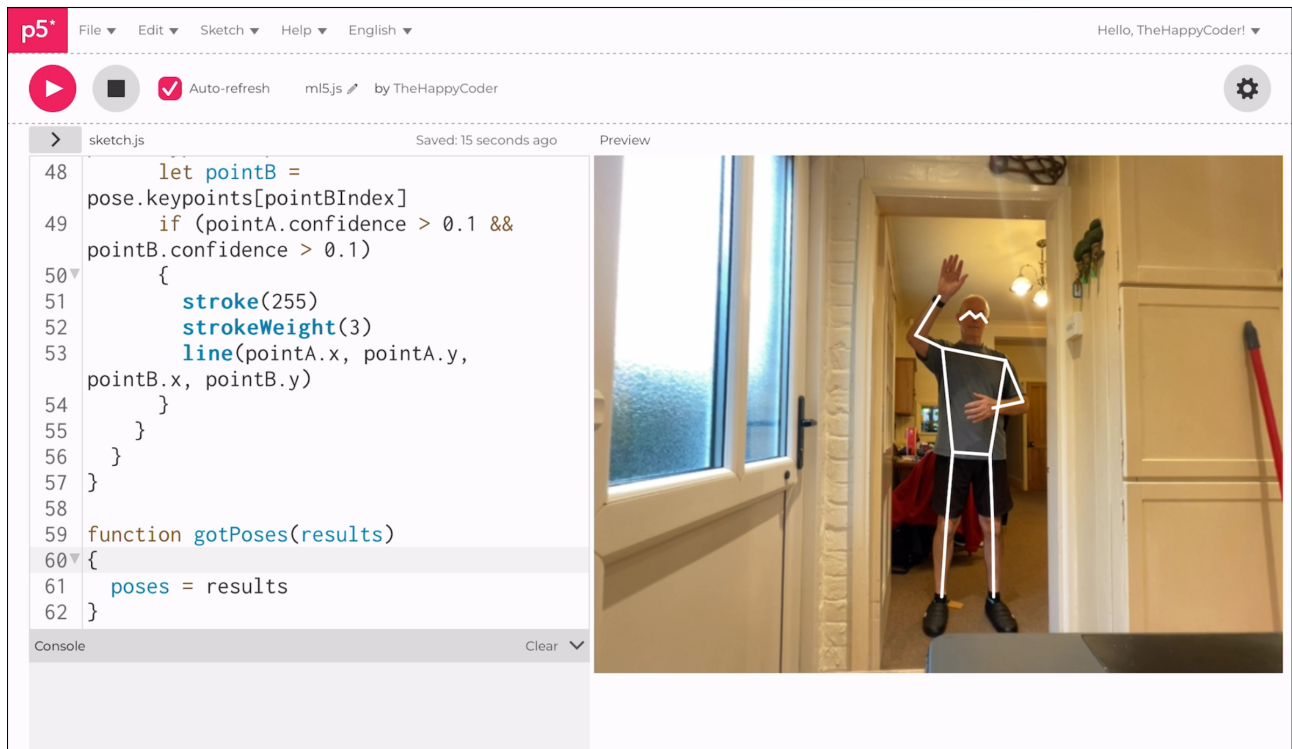 p5*
File Edit Sketch Help English Hello, TheHappyCoder!
Auto-refresh ml5.js by TheHappyCoder
sketch.js Saved: 15 seconds ago Preview
48 let pointB =
pose.keypoints[pointBIndex]
49 if (pointA.confidence > 0.1 &&
pointB.confidence > 0.1)
50 {
51 stroke(255)
52 strokeWeight(3)
53 line(pointA.x, pointA.y,
pointB.x, pointB.y)
54 }
55 }
56 }
57 }
58
59 function gotPoses(results)
60 {
61 poses = results
62 }
Console Clear